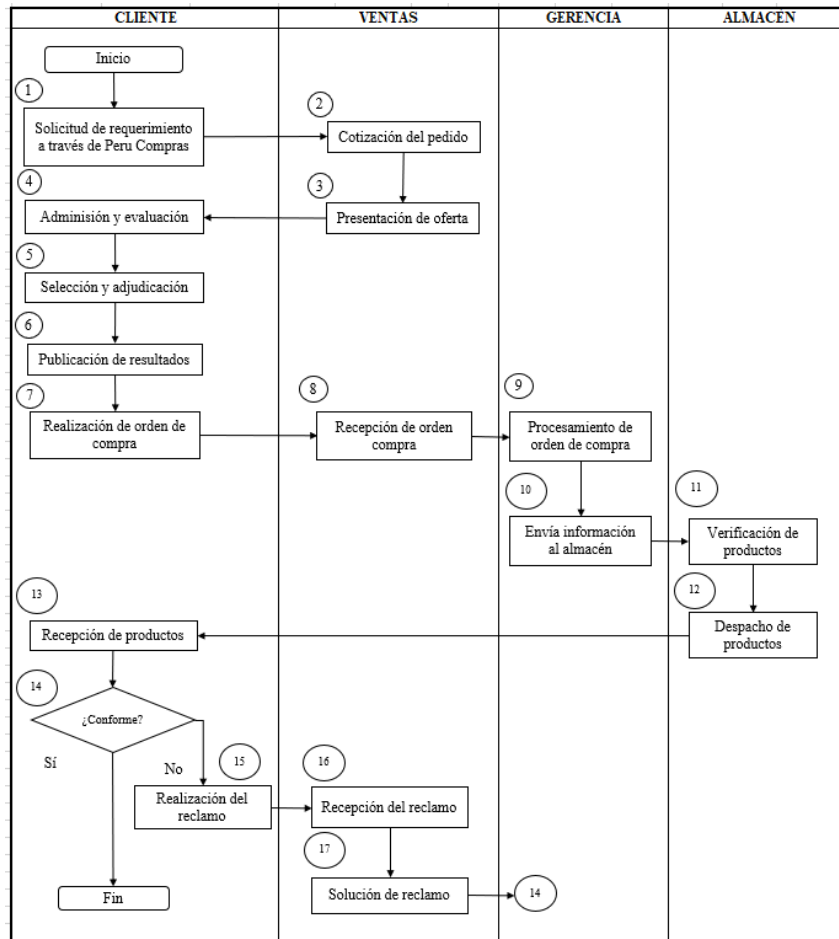 CLIENTE
VENTAS
GERENCIA
ALMACÉN
Inicio
1
Solicitud de requerimiento
a través de Peru Compras
2
Cotización del pedido
3
Presentación de oferta
4
Adminisión y evaluación
5
Selección y adjudicación
6
Publicación de resultados
7
Realización de orden de
compra
8
Recepción de orden
compra
9
Procesamiento de
orden de compra
10
Envía información
al almacén
11
Verificación de
productos
12
Despacho de
productos
13
Recepción de productos
14
¿Conforme?
Sí
No
15
Realización del
reclamo
16
Recepción del reclamo
17
Solución de reclamo
14
Fin